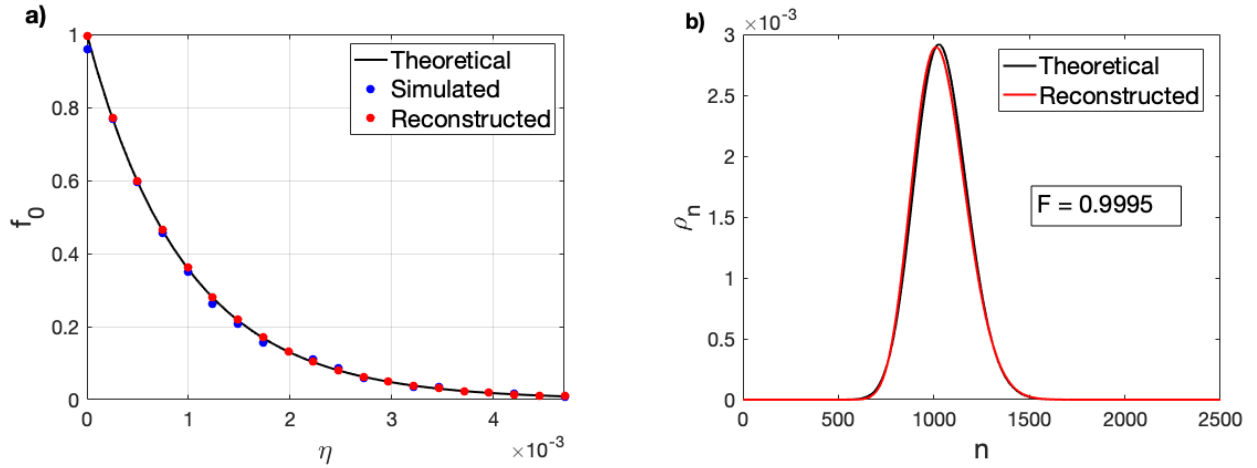 a)
1
0.8
0.6
0.4
0.2
0
f0
0 1 2 3 4
η ×10-3
Theoretical
Simulated
Reconstructed
b)
×10-3
3
2.5
2
1.5
1
0.5
0
ρn
0 500 1000 1500 2000 2500
n
Theoretical
Reconstructed
F = 0.9995